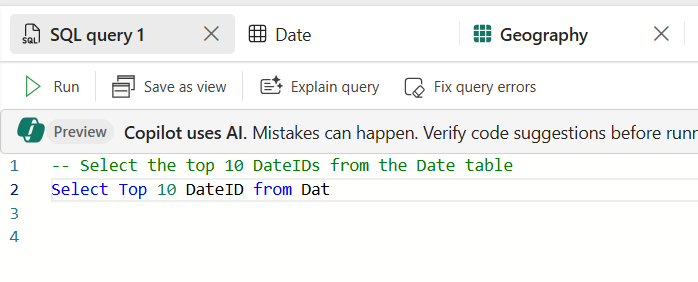 SQL query 1 Date Geography
Run Save as view Explain query Fix query errors
Preview Copilot uses AI. Mistakes can happen. Verify code suggestions before runn
1 -- Select the top 10 DateIDs from the Date table
2 Select Top 10 DateID from Dat
3
4